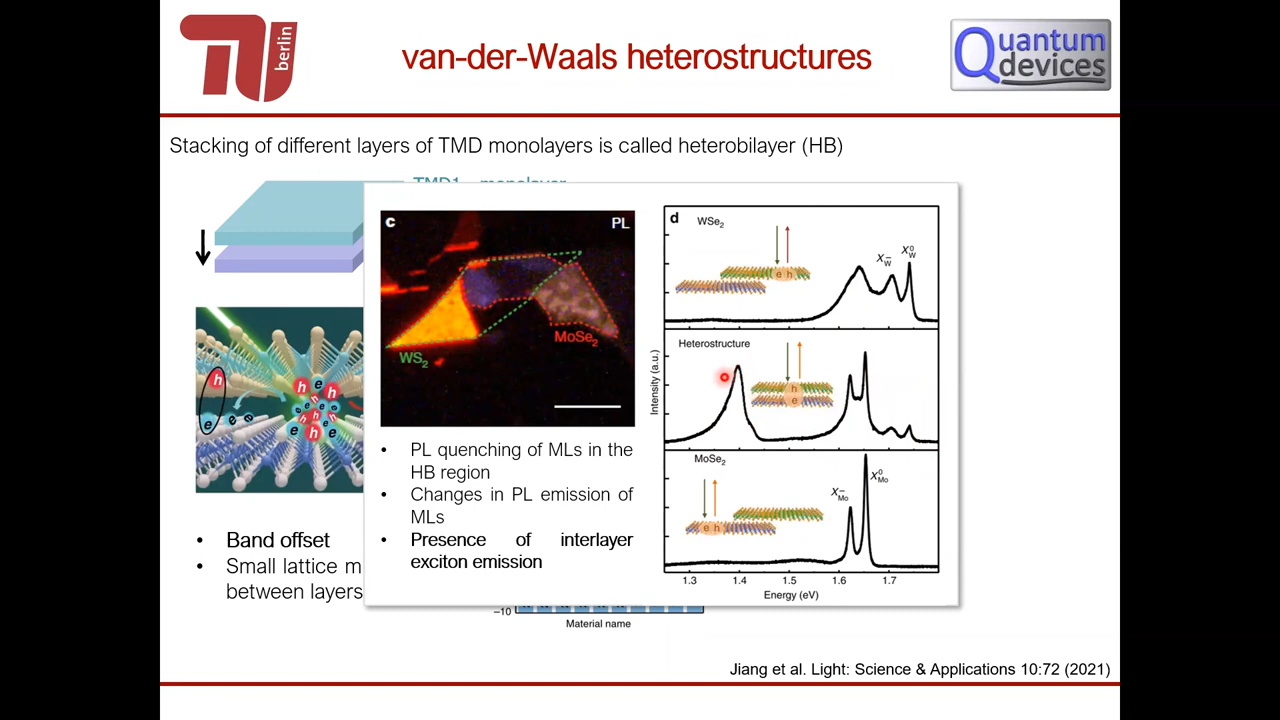 berlin
van-der-Waals heterostructures
Quantum
devices
Stacking of different layers of TMD monolayers is called heterobilayer (HB)
TMD1 monolayer
c
PL
WS2
MoSe2
d
WSe2
X−W
X0W
e h
Heterostructure
h
e
MoSe2
X−Mo
X0Mo
e h
Intensity (a.u.)
1.3 1.4 1.5 1.6 1.7
Energy (eV)
• PL quenching of MLs in the
HB region
• Changes in PL emission of
MLs
• Presence of interlayer
exciton emission
h
e
e
e
h
e
h
e
h
e
h
e
• Band offset
• Small lattice m
between layers
−10
Material name
Jiang et al. Light: Science & Applications 10:72 (2021)